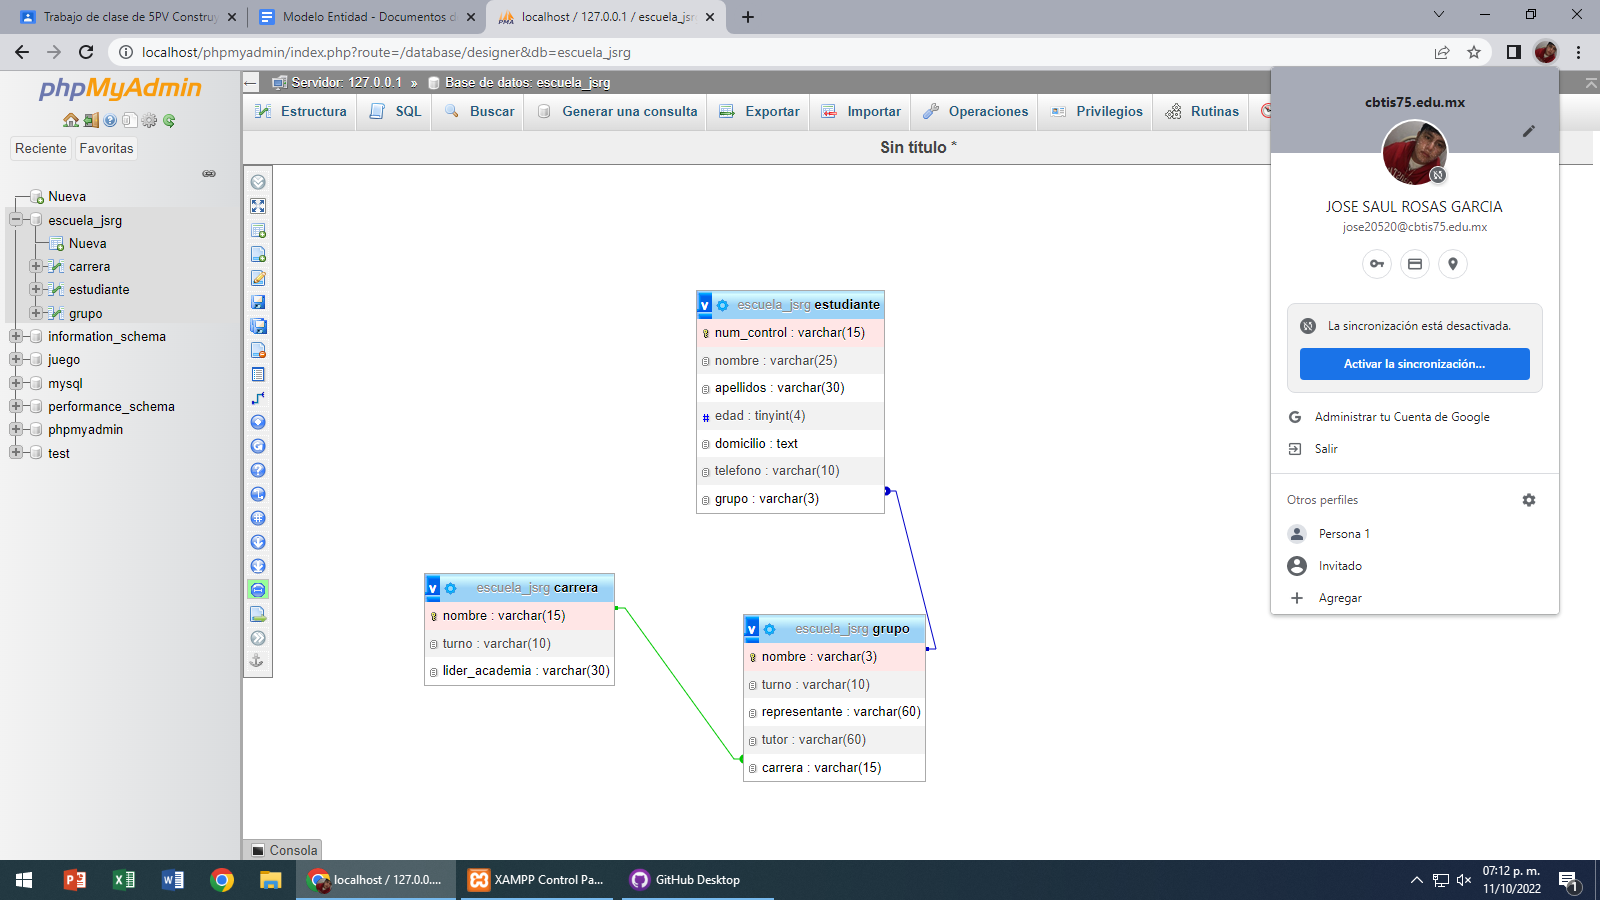 Trabajo de clase de 5PV Constru
Modelo Entidad - Documentos d
localhost / 127.0.0.1 / escuela_jsr
localhost/phpmyadmin/index.php?route=/database/designer&db=escuela_jsrg
phpMyAdmin
Reciente
Favoritas
Nueva
escuela_jsrg
Nueva
carrera
estudiante
grupo
information_schema
juego
mysql
performance_schema
phpmyadmin
test
Servidor: 127.0.0.1 » Base de datos: escuela_jsrg
Estructura
SQL
Buscar
Generar una consulta
Exportar
Importar
Operaciones
Privilegios
Rutinas
Sin título *
escuela_jsrg estudiante
num_control : varchar(15)
nombre : varchar(25)
apellidos : varchar(30)
# edad : tinyint(4)
domicilio : text
telefono : varchar(10)
grupo : varchar(3)
escuela_jsrg carrera
nombre : varchar(15)
turno : varchar(10)
lider_academia : varchar(30)
escuela_jsrg grupo
nombre : varchar(3)
turno : varchar(10)
representante : varchar(60)
tutor : varchar(60)
carrera : varchar(15)
cbtis75.edu.mx
JOSE SAUL ROSAS GARCIA
jose20520@cbtis75.edu.mx
La sincronización está desactivada.
Activar la sincronización...
Administrar tu Cuenta de Google
Salir
Otros perfiles
Persona 1
Invitado
Agregar
Consola
localhost / 127.0.0....
XAMPP Control Pa...
GitHub Desktop
07:12 p. m.
11/10/2022
1